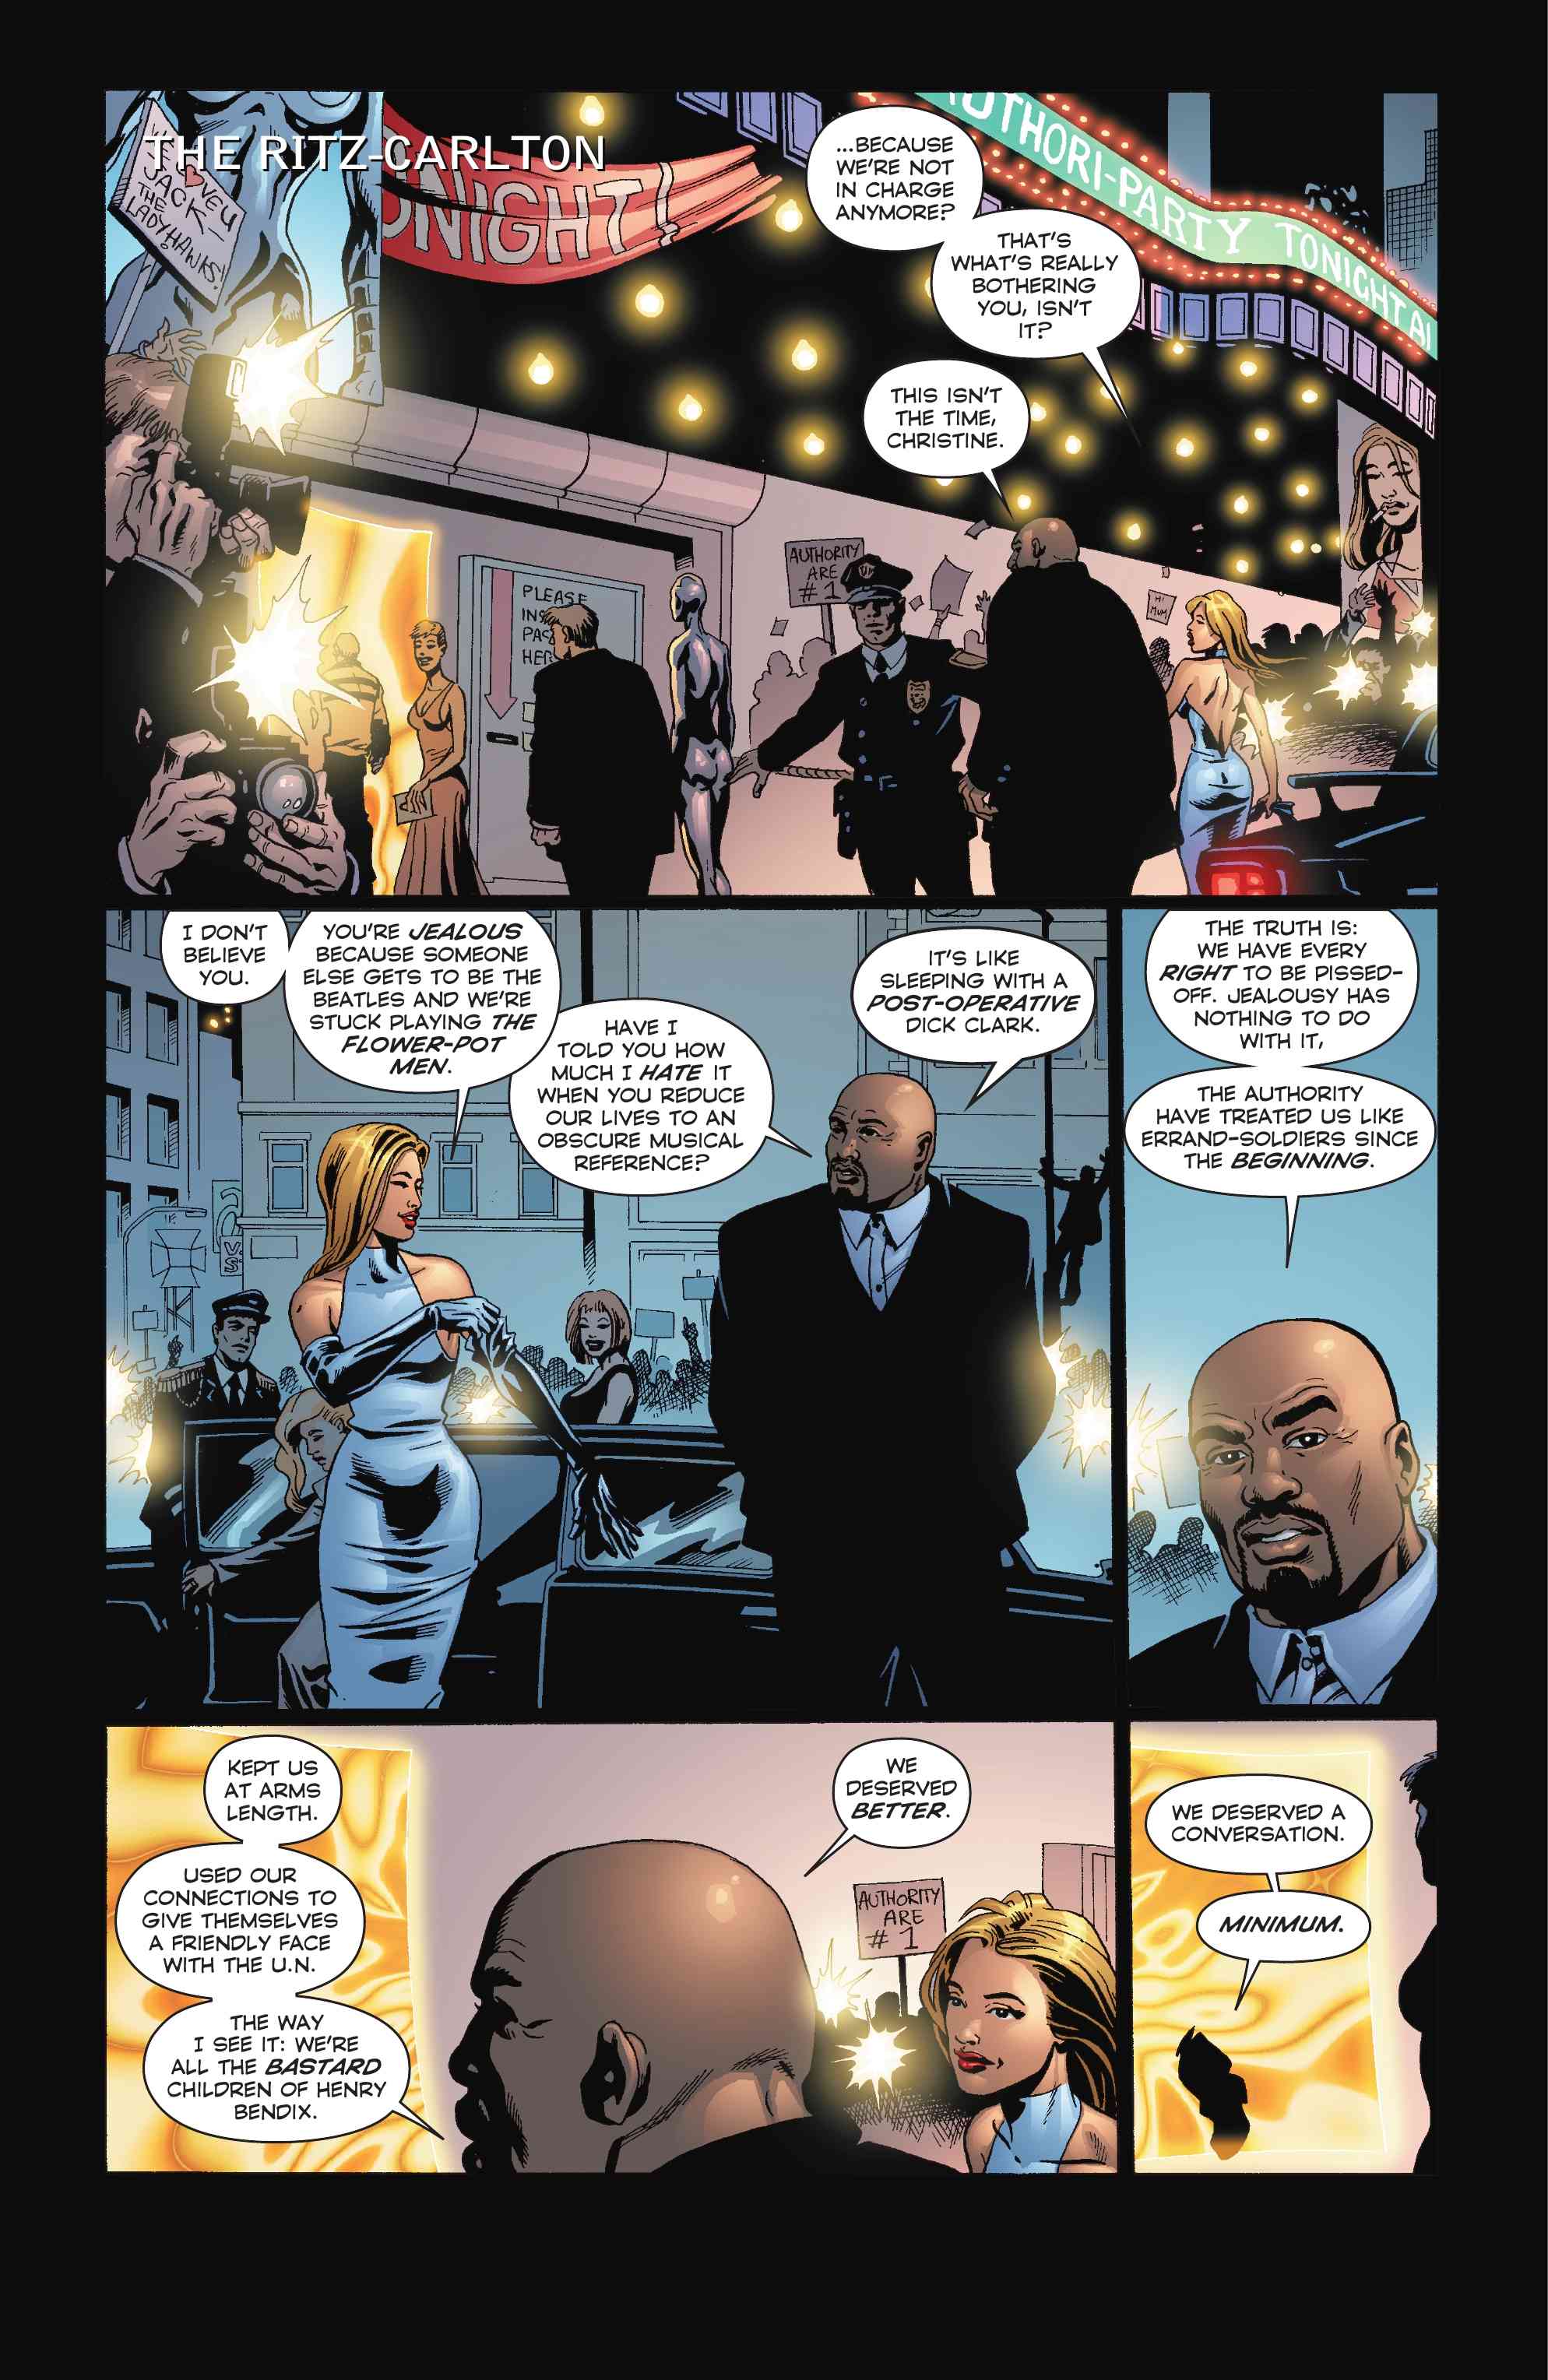 THE RITZ-CARLTON
JACK
THE
LADYHAWKS!
ONIGHT!
AUTHORI-PARTY TONIGHT
...BECAUSE
WE'RE NOT
IN CHARGE
ANYMORE?
THAT'S
WHAT'S REALLY
BOTHERING
YOU, ISN'T
IT?
THIS ISN'T
THE TIME,
CHRISTINE.
AUTHORITY
ARE
#1
HI
MUM
PLEASE
INS
PAS
HER
I DON'T
BELIEVE
YOU.
YOU'RE JEALOUS
BECAUSE SOMEONE
ELSE GETS TO BE THE
BEATLES AND WE'RE
STUCK PLAYING THE
FLOWER-POT
MEN.
HAVE I
TOLD YOU HOW
MUCH I HATE IT
WHEN YOU REDUCE
OUR LIVES TO AN
OBSCURE MUSICAL
REFERENCE?
IT'S LIKE
SLEEPING WITH A
POST-OPERATIVE
DICK CLARK.
THE TRUTH IS:
WE HAVE EVERY
RIGHT TO BE PISSED-
OFF. JEALOUSY HAS
NOTHING TO DO
WITH IT,
THE AUTHORITY
HAVE TREATED US LIKE
ERRAND-SOLDIERS SINCE
THE BEGINNING.
KEPT US
AT ARMS
LENGTH.
USED OUR
CONNECTIONS TO
GIVE THEMSELVES
A FRIENDLY FACE
WITH THE U.N.
THE WAY
I SEE IT: WE'RE
ALL THE BASTARD
CHILDREN OF HENRY
BENDIX.
WE
DESERVED
BETTER.
AUTHORITY
ARE
#1
WE DESERVED A
CONVERSATION.
MINIMUM.